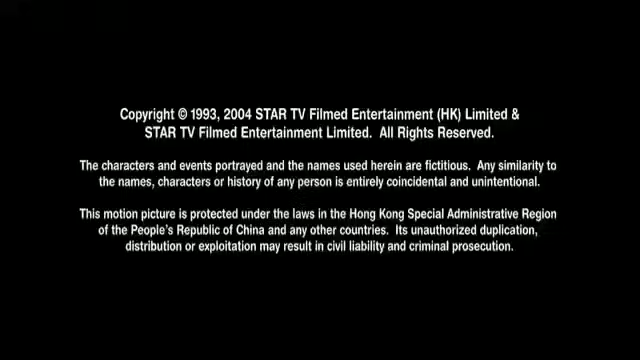 Copyright © 1993, 2004 STAR TV Filmed Entertainment (HK) Limited &
STAR TV Filmed Entertainment Limited.  All Rights Reserved.
The characters and events portrayed and the names used herein are fictitious.  Any similarity to
the names, characters or history of any person is entirely coincidental and unintentional.
This motion picture is protected under the laws in the Hong Kong Special Administrative Region
of the People's Republic of China and any other countries.  Its unauthorized duplication,
distribution or exploitation may result in civil liability and criminal prosecution.